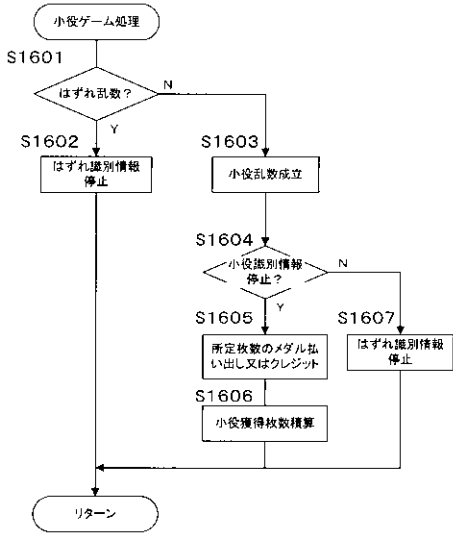 小役ゲーム処理
S1601
はずれ乱数?
N
Y
S1602
はずれ識別情報
停止
S1603
小役乱数成立
S1604
小役識別情報
停止?
N
Y
S1605
所定枚数のメダル払
い出し又はクレジット
S1607
はずれ識別情報
停止
S1606
小役獲得枚数積算
リターン